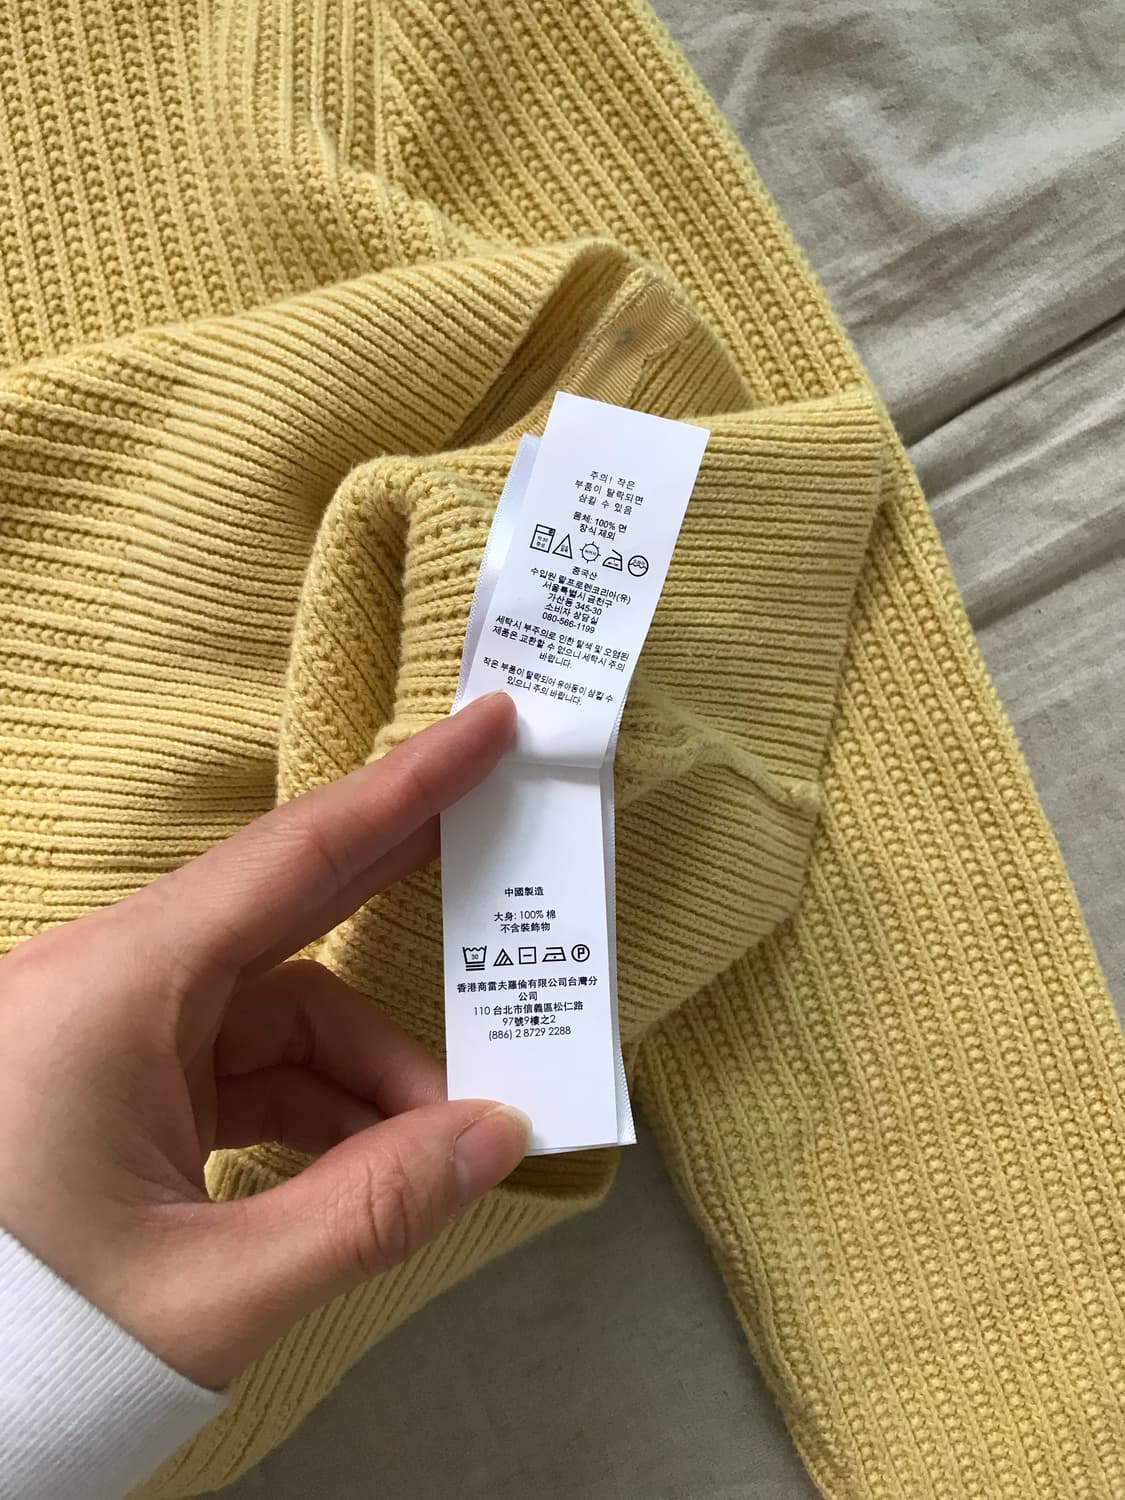 주의! 작은
부품이 탈락되면
삼킬 수 있음
몸체: 100% 면
장식 제외
중국산
수입원 랄프로렌코리아(유)
서울특별시 금천구
가산동 345-30
소비자 상담실
080-566-1199
세탁시 부주의로 인한 탈색 및 오염된
제품은 교환할 수 없으니 세탁시 주의
바랍니다.
작은 부품이 탈락되어 유아동이 삼킬 수
있으니 주의 바랍니다.
中國製造
大身: 100% 棉
不含裝飾物
30
P
香港商雷夫羅倫有限公司台灣分
公司
110 台北市信義區松仁路
97號9樓之2
(886) 2 8729 2288